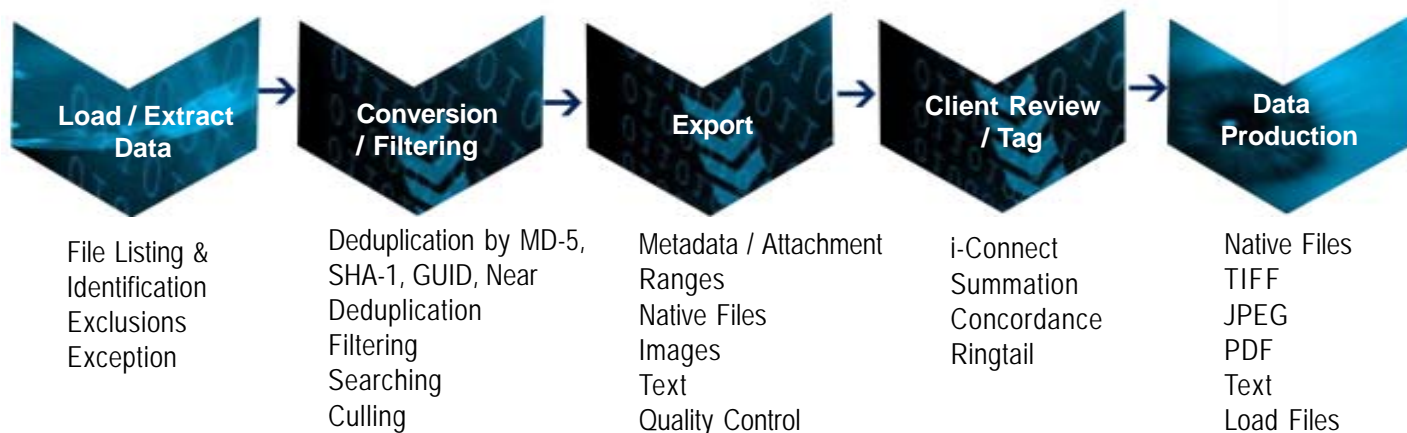 Load / Extract
Data
Conversion
/ Filtering
Export
Client Review
/ Tag
Data
Production
File Listing &
Identification
Exclusions
Exception
Deduplication by MD-5,
SHA-1, GUID, Near
Deduplication
Filtering
Searching
Culling
Metadata / Attachment
Ranges
Native Files
Images
Text
Quality Control
i-Connect
Summation
Concordance
Ringtail
Native Files
TIFF
JPEG
PDF
Text
Load Files